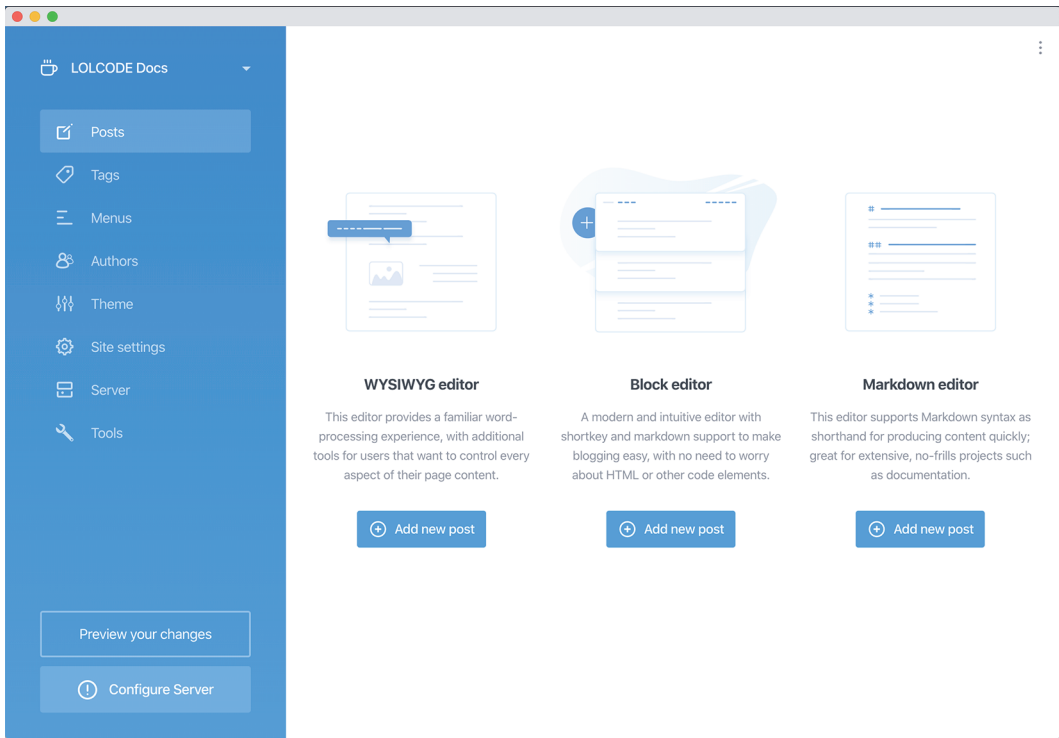 LOLCODE Docs
Posts
Tags
Menus
Authors
Theme
Site settings
Server
Tools
Preview your changes
Configure Server
#
##
*
*
*
WYSIWYG editor
This editor provides a familiar word-
processing experience, with additional
tools for users that want to control every
aspect of their page content.
Add new post
Block editor
A modern and intuitive editor with
shortkey and markdown support to make
blogging easy, with no need to worry
about HTML or other code elements.
Add new post
Markdown editor
This editor supports Markdown syntax as
shorthand for producing content quickly;
great for extensive, no-frills projects such
as documentation.
Add new post